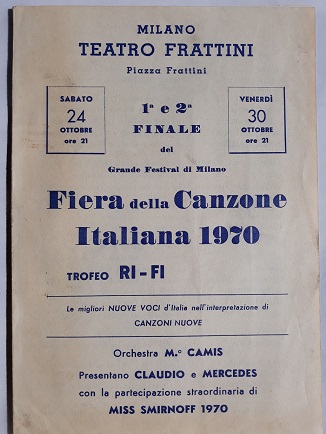 MILANO
TEATRO FRATTINI
Piazza Frattini
SABATO
24
OTTOBRE
ore 21
1ª e 2ª
FINALE
del
VENERDÌ
30
OTTOBRE
ore 21
Grande Festival di Milano
Fiera della Canzone
Italiana 1970
TROFEO RI-FI
Le migliori NUOVE VOCI d'Italia nell'interpretazione di
CANZONI NUOVE
Orchestra M.º CAMIS
Presentano CLAUDIO e MERCEDES
con la partecipazione straordinaria di
MISS SMIRNOFF 1970